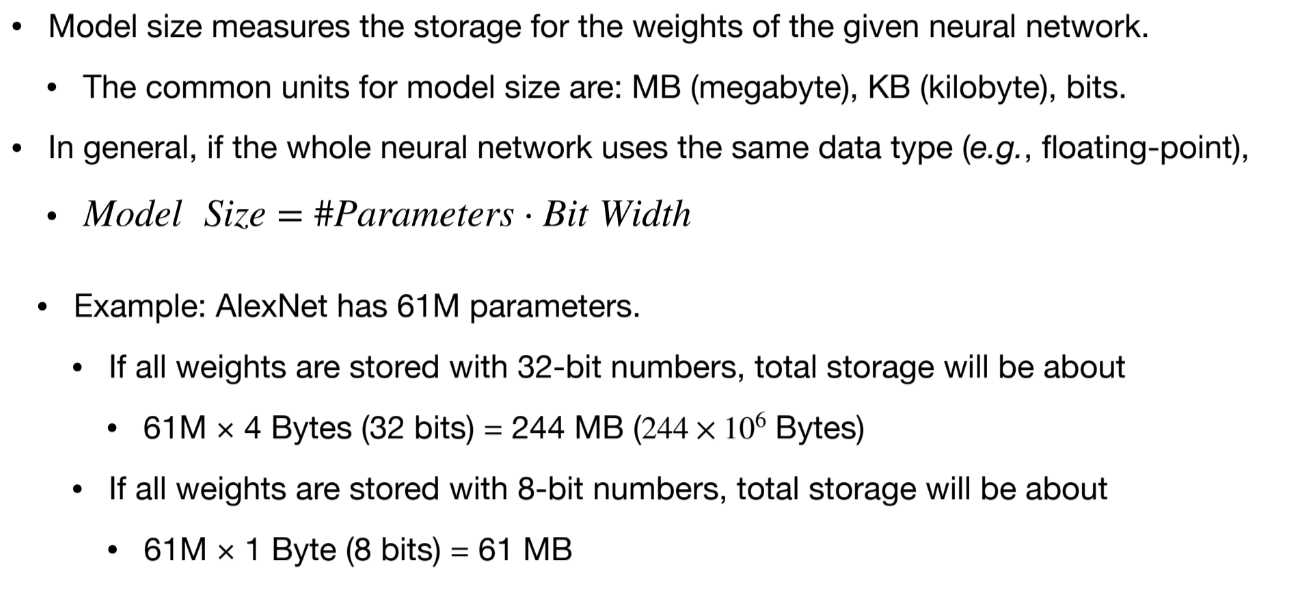 • Model size measures the storage for the weights of the given neural network.
• The common units for model size are: MB (megabyte), KB (kilobyte), bits.
• In general, if the whole neural network uses the same data type (e.g., floating-point),
• Model Size = #Parameters · Bit Width
• Example: AlexNet has 61M parameters.
• If all weights are stored with 32-bit numbers, total storage will be about
• 61M × 4 Bytes (32 bits) = 244 MB (244 × 10⁶ Bytes)
• If all weights are stored with 8-bit numbers, total storage will be about
• 61M × 1 Byte (8 bits) = 61 MB